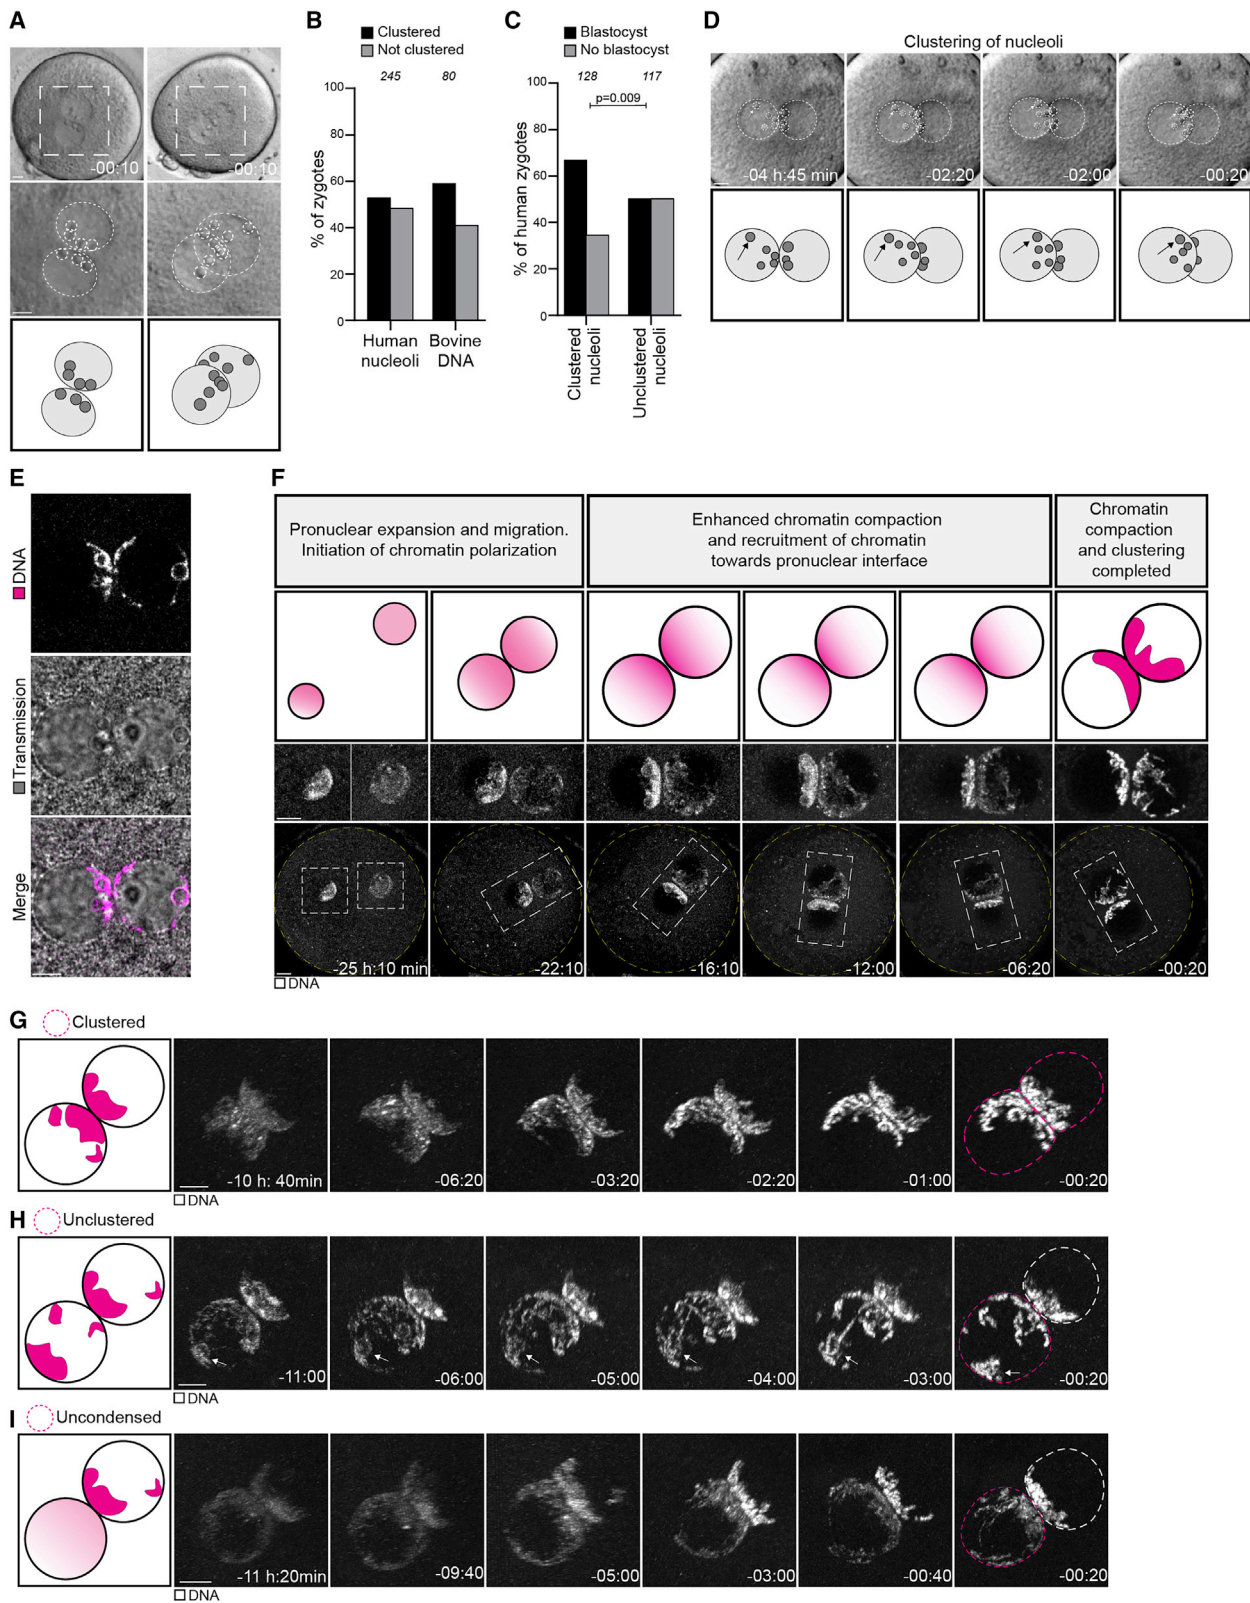 A
-00:10
-00:10
B
Clustered
Not clustered
245
80
100
80
60
40
20
0
% of zygotes
Human
nucleoli
Bovine
DNA
C
Blastocyst
No blastocyst
128
117
p=0.009
100
80
60
40
20
0
% of human zygotes
Clustered
nucleoli
Unclustered
nucleoli
D
Clustering of nucleoli
-04 h:45 min
-02:20
-02:00
-00:20
E
DNA
Transmission
Merge
F
Pronuclear expansion and migration.
Initiation of chromatin polarization
Enhanced chromatin compaction
and recruitment of chromatin
towards pronuclear interface
Chromatin
compaction
and clustering
completed
-25 h:10 min
-22:10
-16:10
-12:00
-06:20
-00:20
DNA
G
Clustered
-10 h: 40min
-06:20
-03:20
-02:20
-01:00
-00:20
DNA
H
Unclustered
-11:00
-06:00
-05:00
-04:00
-03:00
-00:20
DNA
I
Uncondensed
-11 h:20min
-09:40
-05:00
-03:00
-00:40
-00:20
DNA